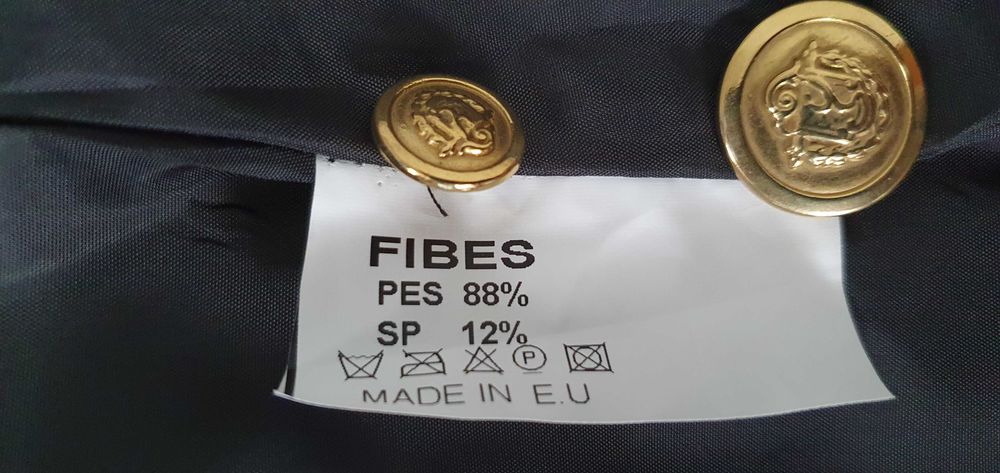 FIBES
PES 88%
SP 12%
P
MADE IN E.U